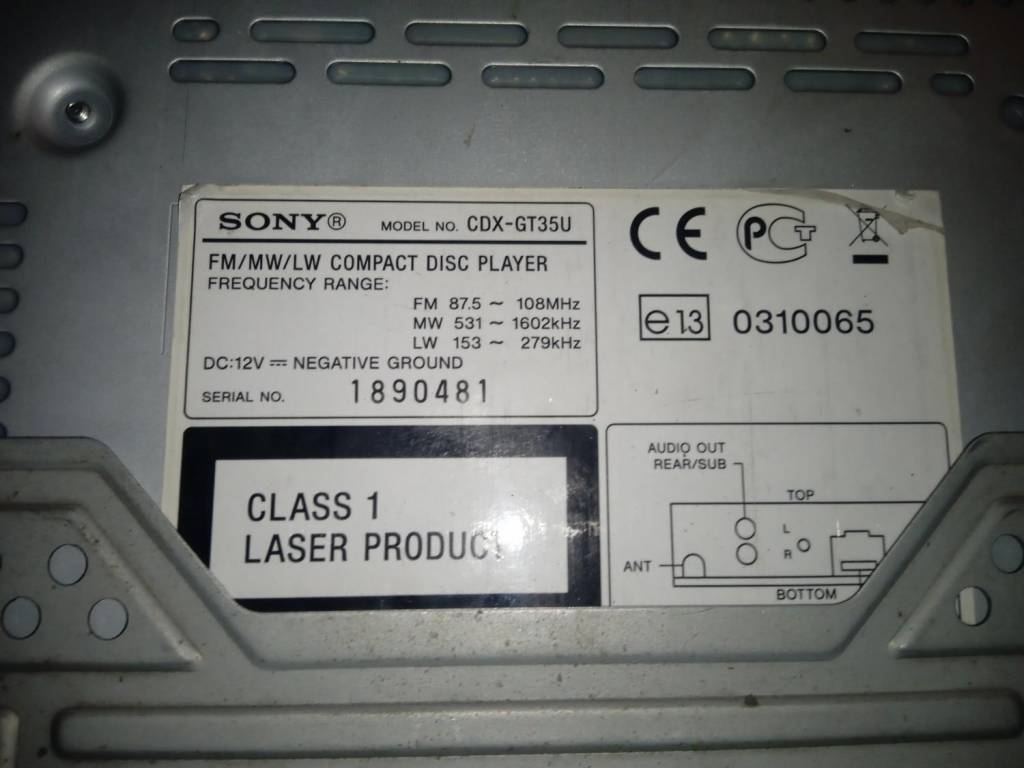 SONY® MODEL NO. CDX-GT35U
FM/MW/LW COMPACT DISC PLAYER
FREQUENCY RANGE:
FM 87.5 ~ 108MHz
MW 531 ~ 1602kHz
LW 153 ~ 279kHz
DC:12V ⎓ NEGATIVE GROUND
SERIAL NO. 1890481
CE PCT
e13 0310065
CLASS 1
LASER PRODUCT
AUDIO OUT
REAR/SUB
TOP
L
R
ANT
BOTTOM